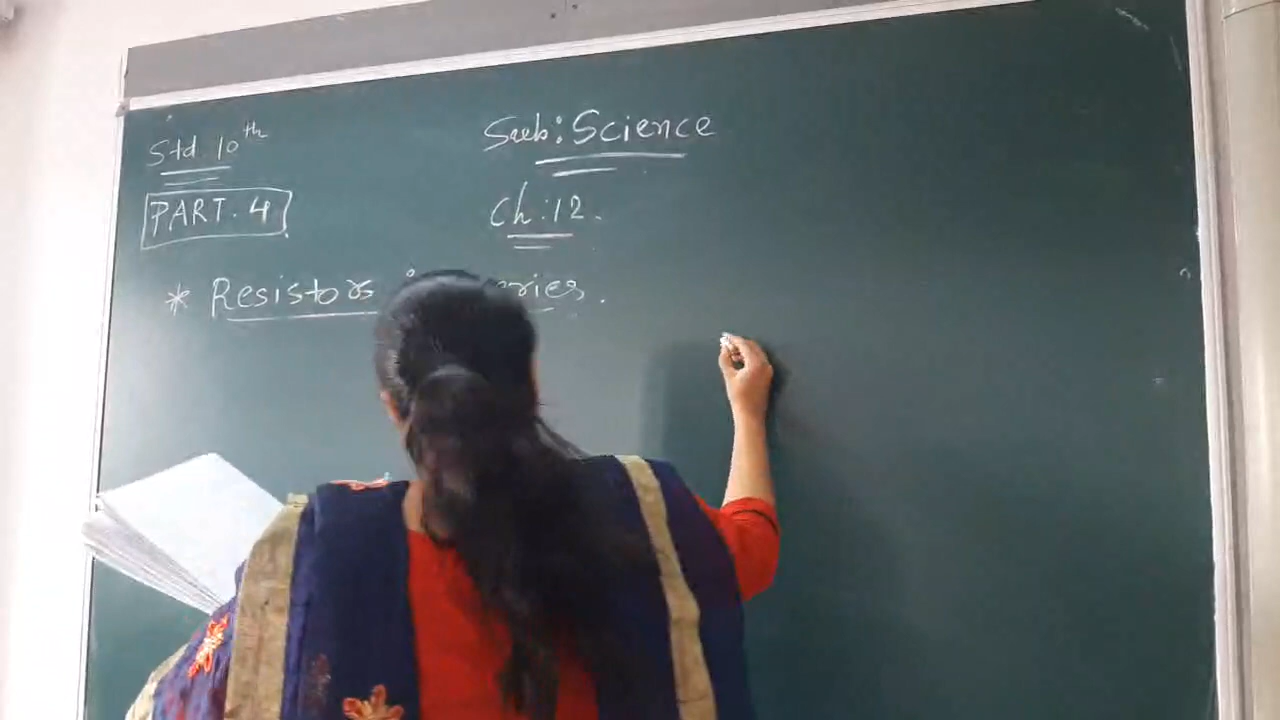 Std. 10th
Sub: Science
PART. 4
Ch:12.
* Resistors